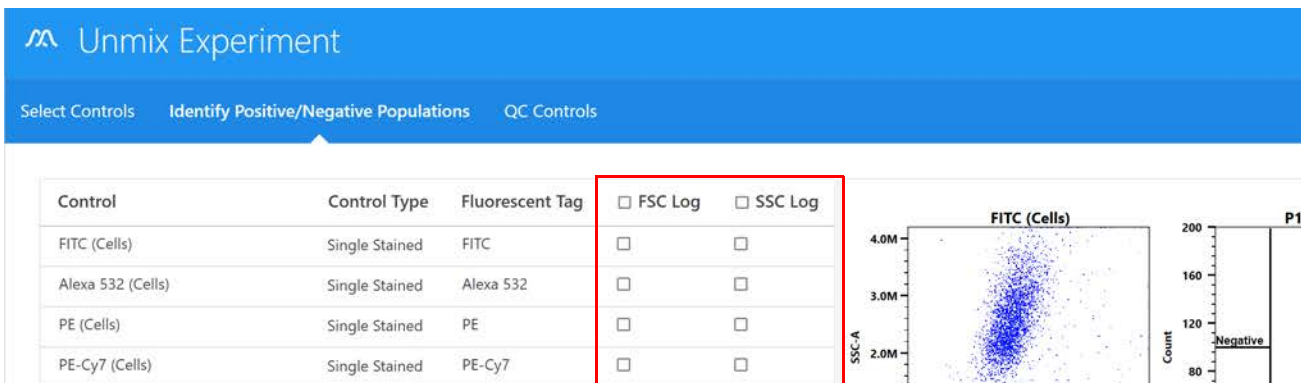 Unmix Experiment
Select Controls Identify Positive/Negative Populations QC Controls
Control Control Type Fluorescent Tag FSC Log SSC Log
FITC (Cells) Single Stained FITC
Alexa 532 (Cells) Single Stained Alexa 532
PE (Cells) Single Stained PE
PE-Cy7 (Cells) Single Stained PE-Cy7
FITC (Cells)
4.0M
3.0M
2.0M
SSC-A
P1
200
160
120
80
Count
Negative